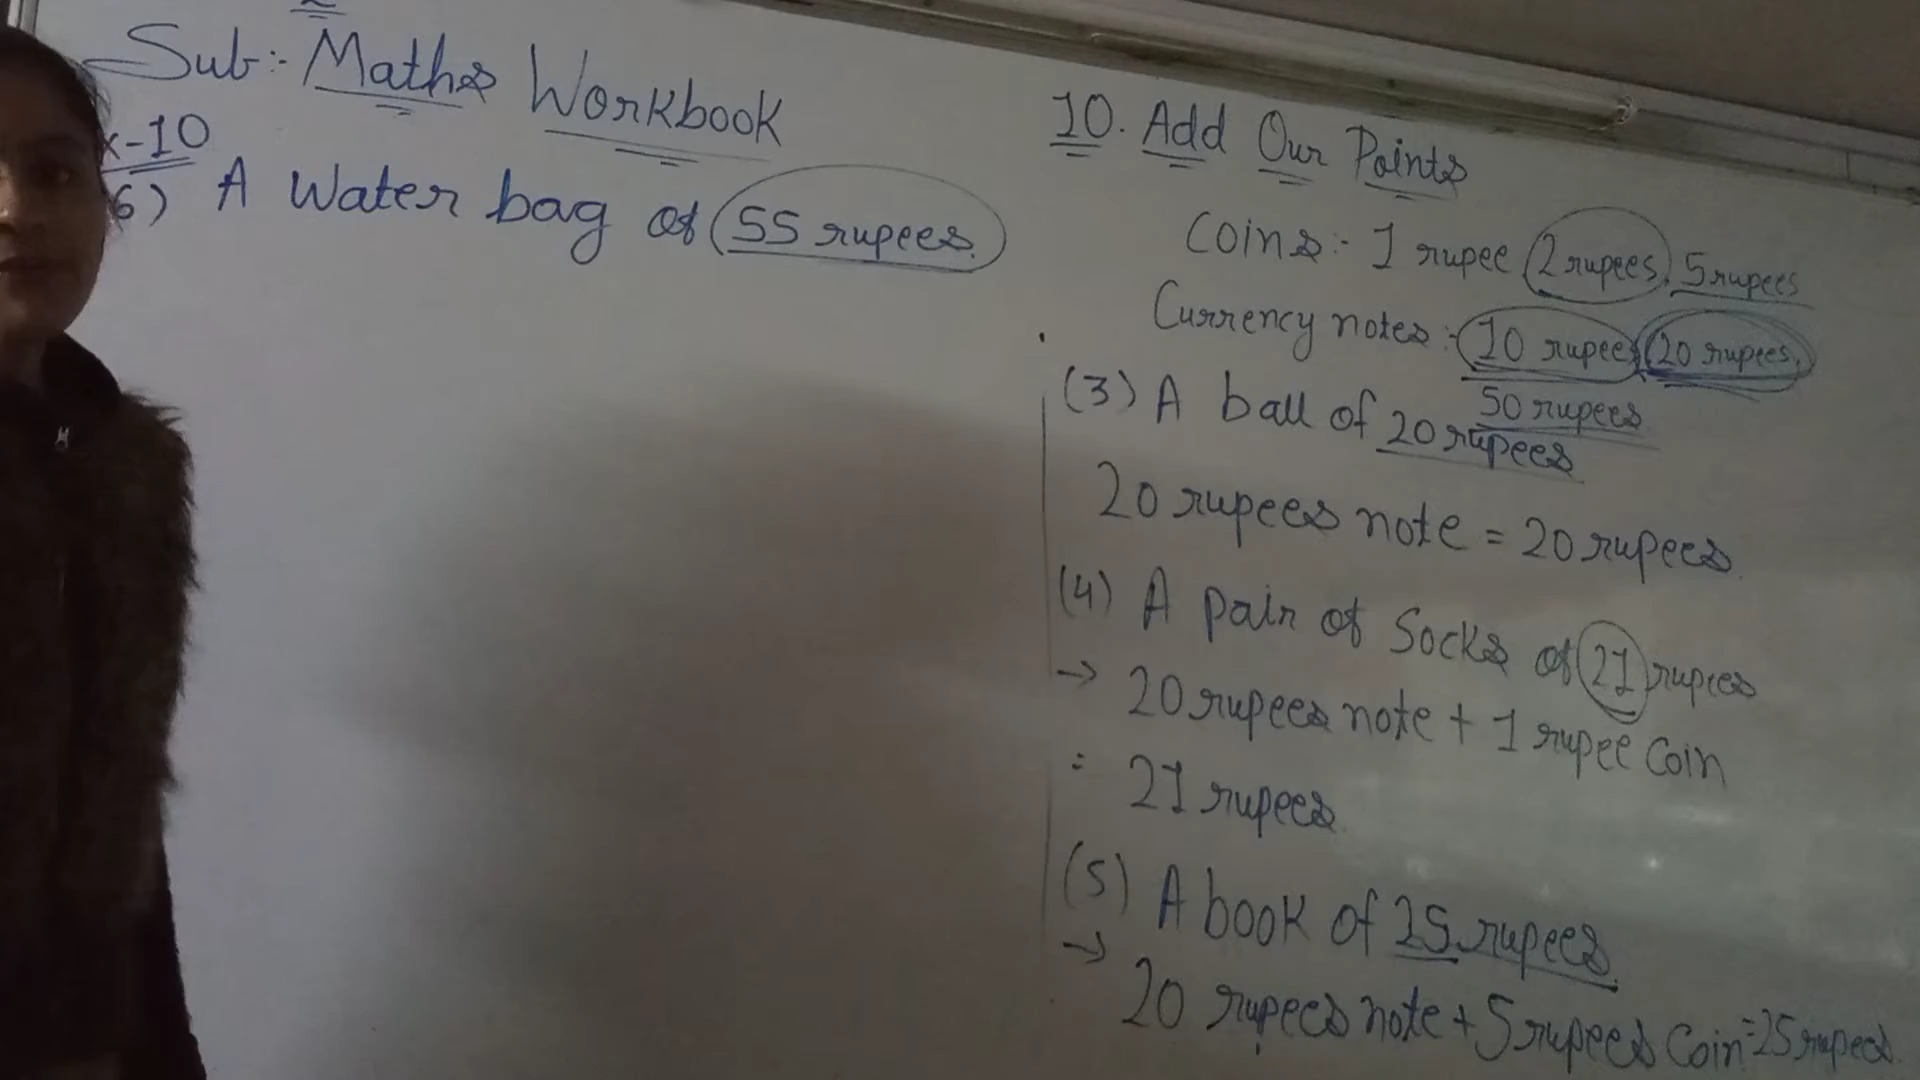 Sub:- Maths Workbook
x-10
6) A Water bag of 55 rupees.
10. Add Our Points
Coins:- 1 rupee, 2 rupees, 5 rupees
Currency notes:- 10 rupees, 20 rupees,
50 rupees
(3) A ball of 20 rupees
20 rupees note = 20 rupees.
(4) A pair of Socks of 21 rupees
→ 20 rupees note + 1 rupee Coin
= 21 rupees.
(5) A book of 25 rupees.
→ 20 rupees note + 5 rupees Coin = 25 rupees.